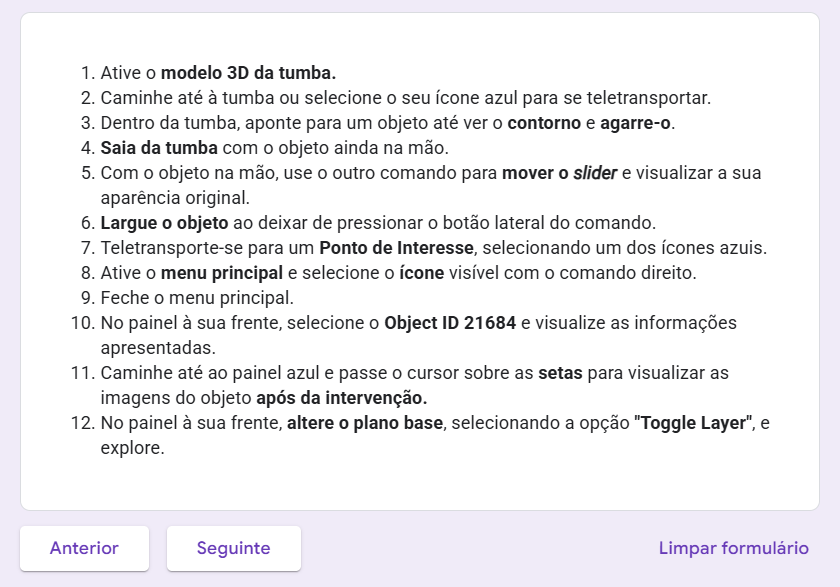 1. Ative o modelo 3D da tumba.
2. Caminhe até à tumba ou selecione o seu ícone azul para se teletransportar.
3. Dentro da tumba, aponte para um objeto até ver o contorno e agarre-o.
4. Saia da tumba com o objeto ainda na mão.
5. Com o objeto na mão, use o outro comando para mover o slider e visualizar a sua
aparência original.
6. Largue o objeto ao deixar de pressionar o botão lateral do comando.
7. Teletransporte-se para um Ponto de Interesse, selecionando um dos ícones azuis.
8. Ative o menu principal e selecione o ícone visível com o comando direito.
9. Feche o menu principal.
10. No painel à sua frente, selecione o Object ID 21684 e visualize as informações
apresentadas.
11. Caminhe até ao painel azul e passe o cursor sobre as setas para visualizar as
imagens do objeto após da intervenção.
12. No painel à sua frente, altere o plano base, selecionando a opção "Toggle Layer", e
explore.
Anterior Seguinte Limpar formulário